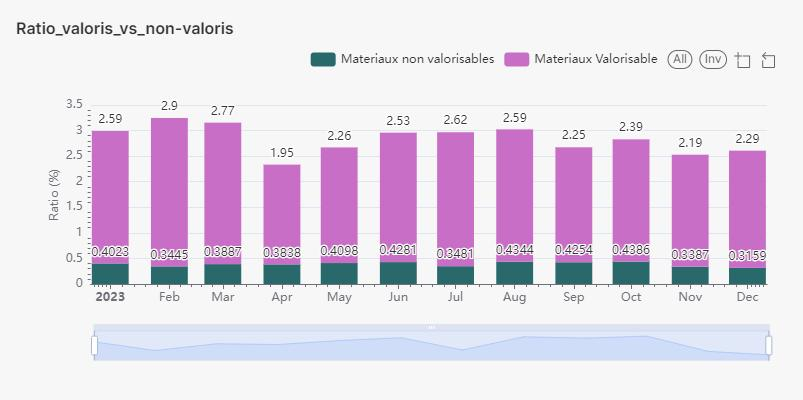 Ratio_valoris_vs_non-valoris
Materiaux non valorisables Materiaux Valorisable All Inv
3.5
3
2.5
2
1.5
1
0.5
0
Ratio (%)
2.59 2.9 2.77 1.95 2.26 2.53 2.62 2.59 2.25 2.39 2.19 2.29
0.4023 0.3445 0.3887 0.3838 0.4098 0.4281 0.3481 0.4344 0.4254 0.4386 0.3387 0.3159
2023 Feb Mar Apr May Jun Jul Aug Sep Oct Nov Dec